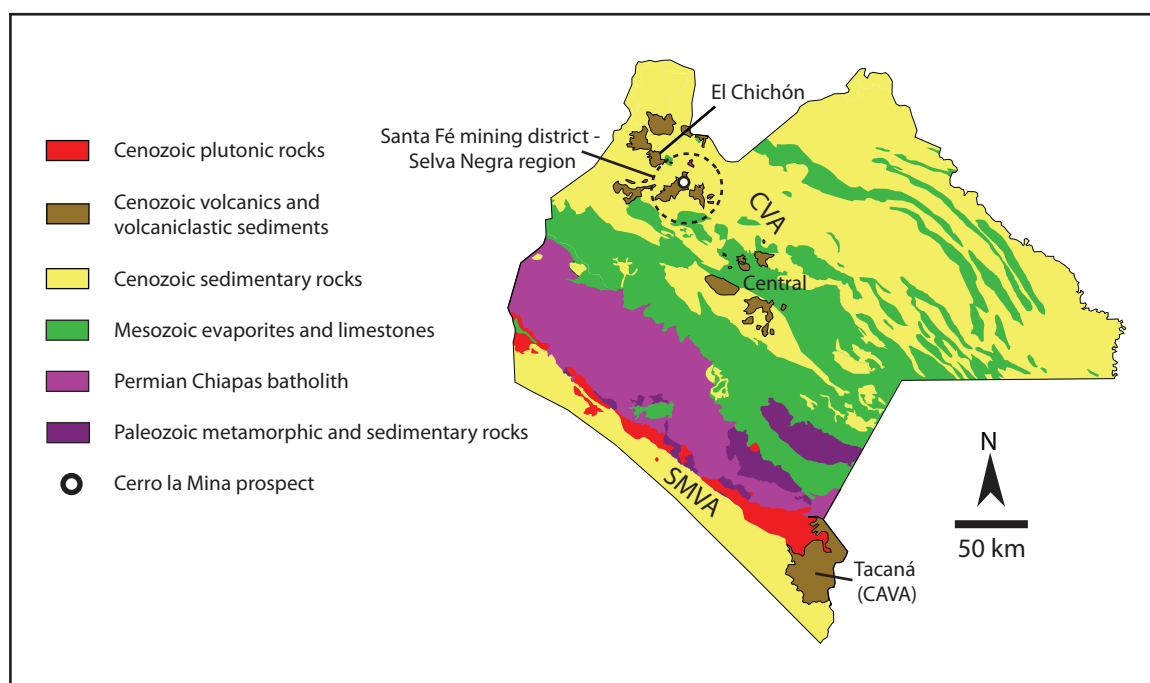 Cenozoic plutonic rocks
Cenozoic volcanics and
volcaniclastic sediments
Cenozoic sedimentary rocks
Mesozoic evaporites and limestones
Permian Chiapas batholith
Paleozoic metamorphic and sedimentary rocks
Cerro la Mina prospect
El Chichón
Santa Fé mining district -
Selva Negra region
CVA
Central
SMVA
Tacaná
(CAVA)
N
50 km